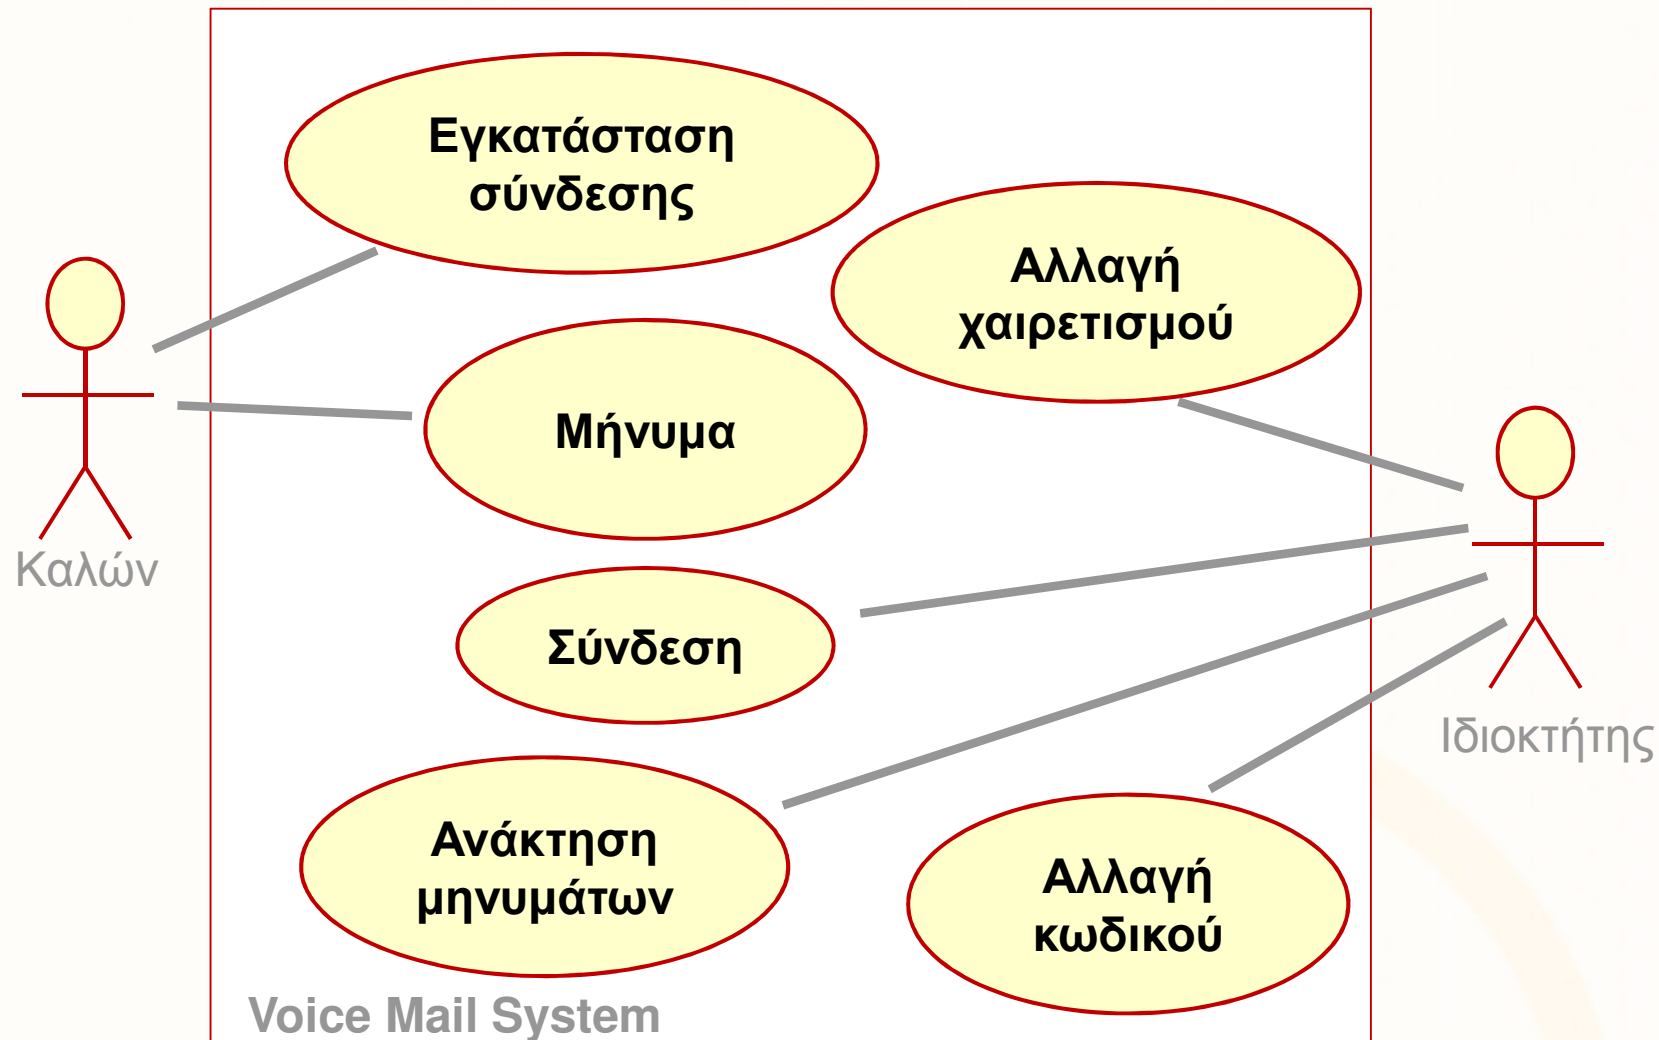 Εγκατάσταση
σύνδεσης
Αλλαγή
χαιρετισμού
Μήνυμα
Καλών
Σύνδεση
Ιδιοκτήτης
Ανάκτηση
μηνυμάτων
Αλλαγή
κωδικού
Voice Mail System